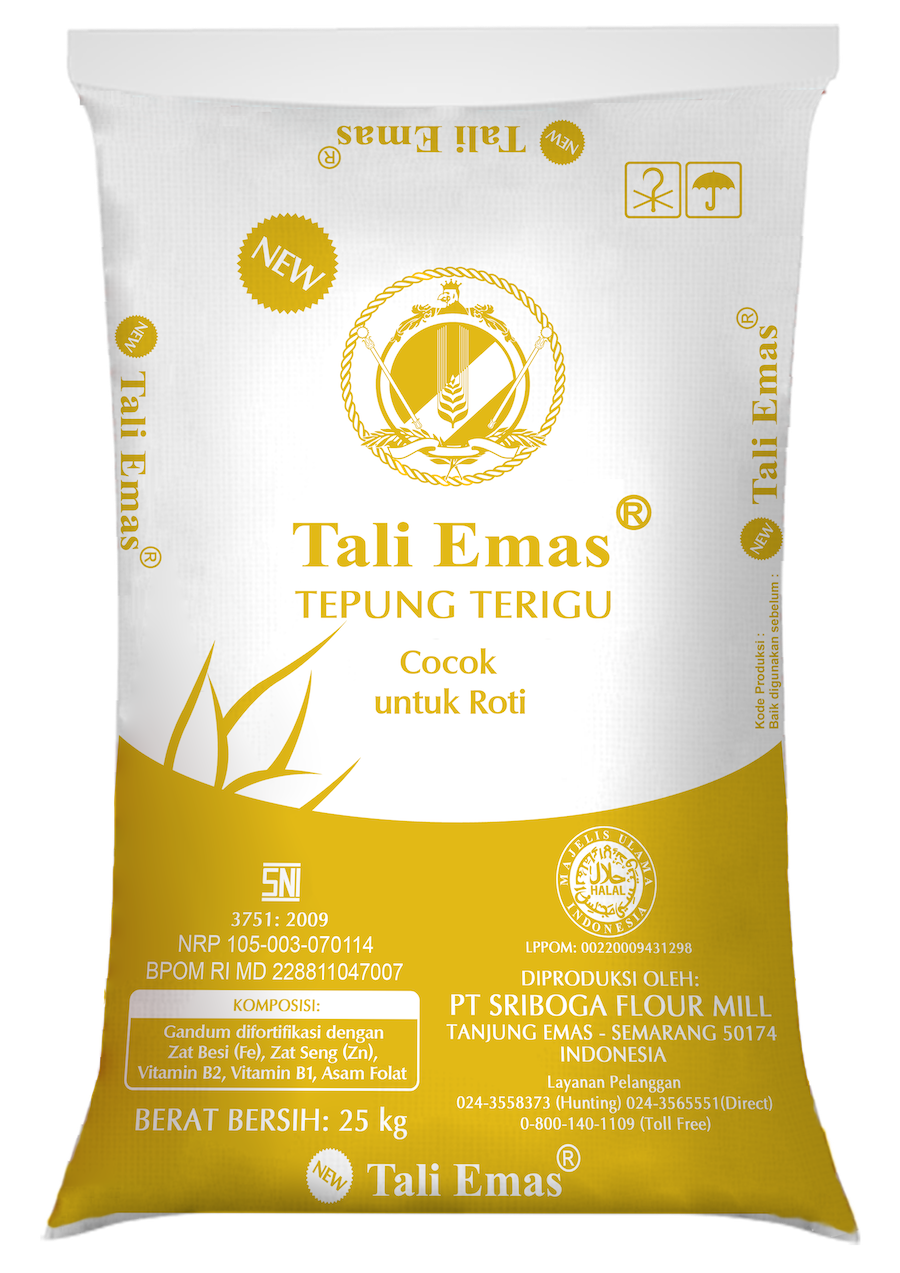 Tali Emas® NEW
NEW
NEW Tali Emas®
NEW Tali Emas®
Tali Emas®
TEPUNG TERIGU
Cocok
untuk Roti
Kode Produksi :
Baik digunakan sebelum :
SNI
3751: 2009
NRP 105-003-070114
BPOM RI MD 228811047007
KOMPOSISI:
Gandum difortifikasi dengan
Zat Besi (Fe), Zat Seng (Zn),
Vitamin B2, Vitamin B1, Asam Folat
BERAT BERSIH: 25 kg
MAJELIS ULAMA
حلال
HALAL
INDONESIA
LPPOM: 00220009431298
DIPRODUKSI OLEH:
PT SRIBOGA FLOUR MILL
TANJUNG EMAS - SEMARANG 50174
INDONESIA
Layanan Pelanggan
024-3558373 (Hunting) 024-3565551(Direct)
0-800-140-1109 (Toll Free)
NEW Tali Emas®